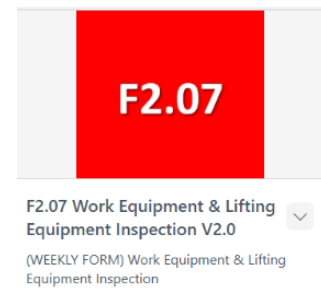 F2.07
F2.07 Work Equipment & Lifting
Equipment Inspection V2.0
(WEEKLY FORM) Work Equipment & Lifting
Equipment Inspection